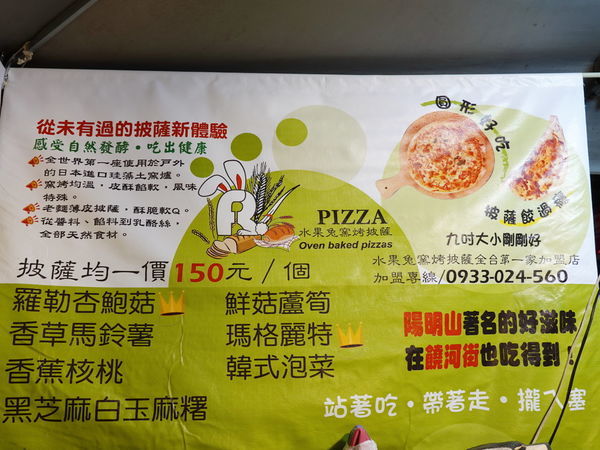 從未有過的披薩新體驗
感受自然發酵・吃出健康
全世界第一座使用於戶外
的日本進口珪藻土窯爐。
窯烤均溫,皮酥餡軟,風味
特殊。
老麵薄皮披薩,酥脆軟Q。
從醬料、餡料到乳酪絲,
全部天然食材。
圓形好吃
披薩餃過癮
R
PIZZA
水果兔窯烤披薩
Oven baked pizzas
九吋大小剛剛好
水果兔窯烤披薩全台第一家加盟店
加盟專線/0933-024-560
披薩均一價150元/個
羅勒杏鮑菇
鮮菇蘆筍
香草馬鈴薯
瑪格麗特
香蕉核桃
韓式泡菜
黑芝麻白玉麻糬
陽明山著名的好滋味
在饒河街也吃得到!
站著吃・帶著走・攏ㄟ塞